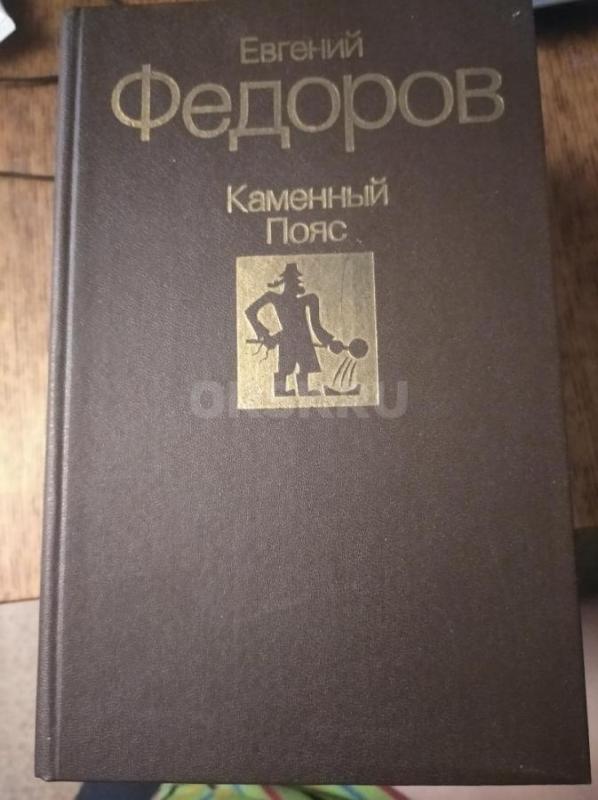 Евгений
Федоров
Каменный
Пояс